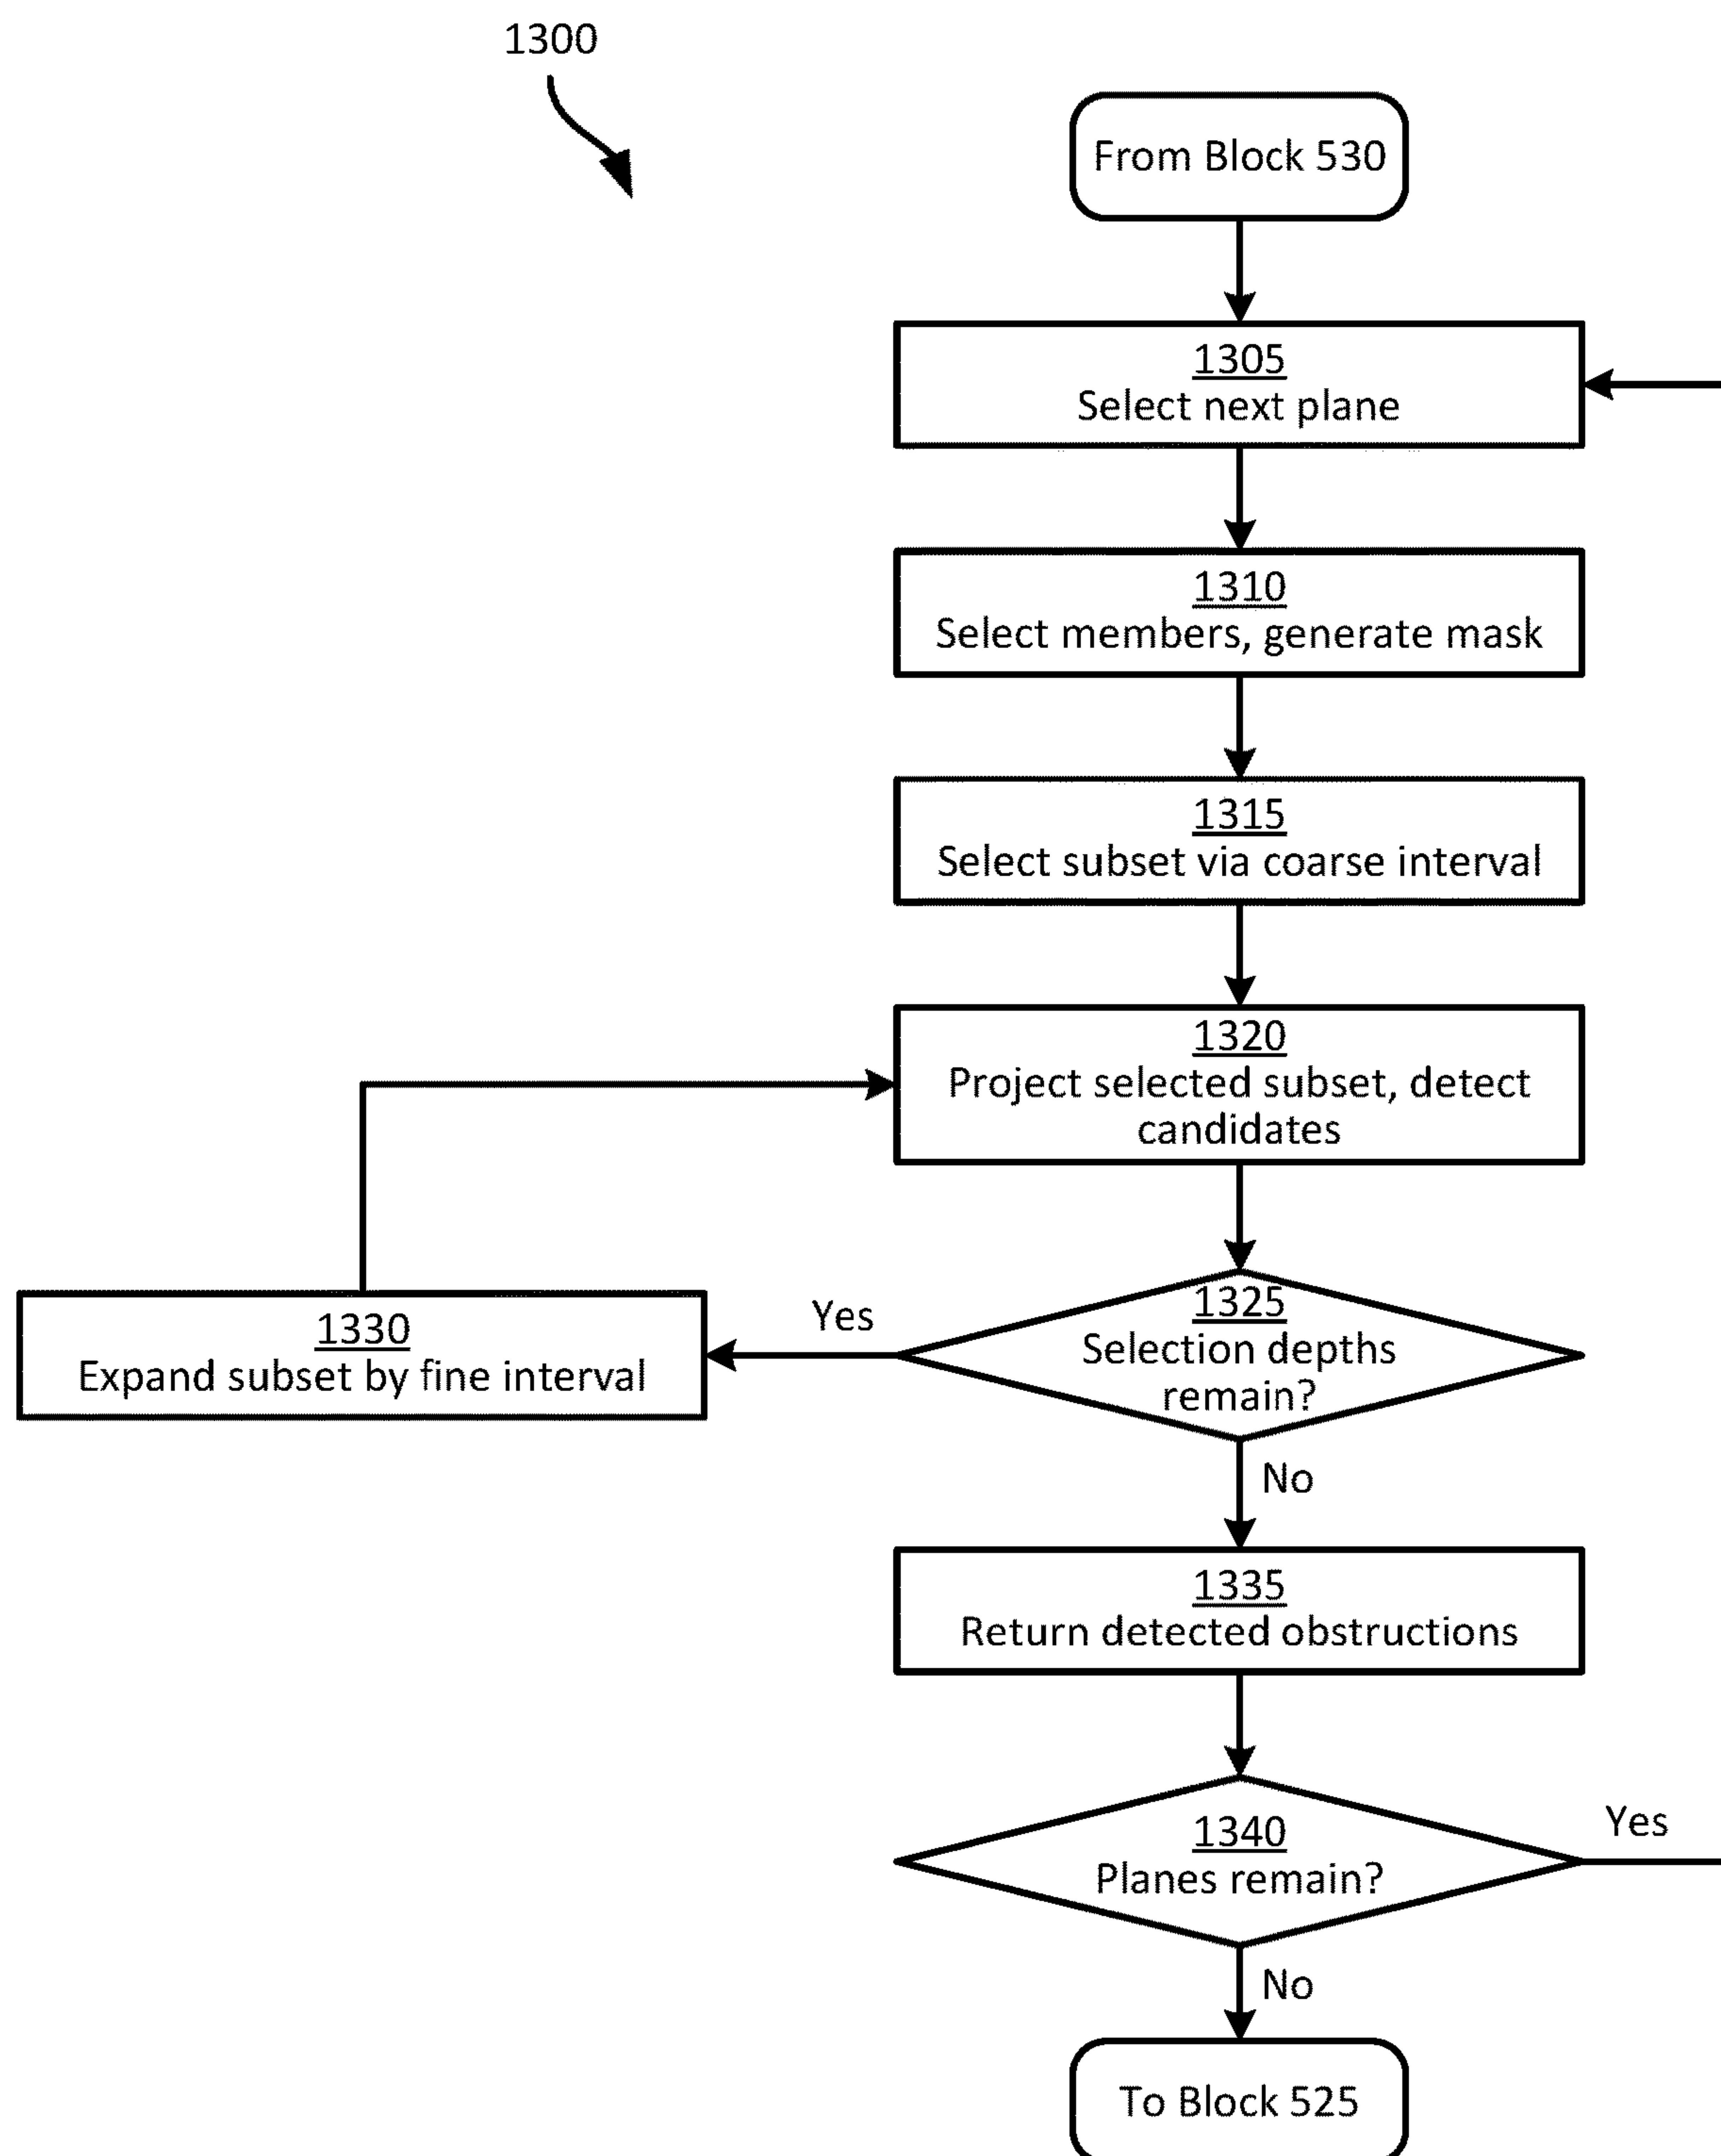 1300
From Block 530
1305
Select next plane
1310
Select members, generate mask
1315
Select subset via coarse interval
1320
Project selected subset, detect
candidates
1325
Selection depths
remain?
Yes
1330
Expand subset by fine interval
No
1335
Return detected obstructions
1340
Planes remain?
Yes
No
To Block 525